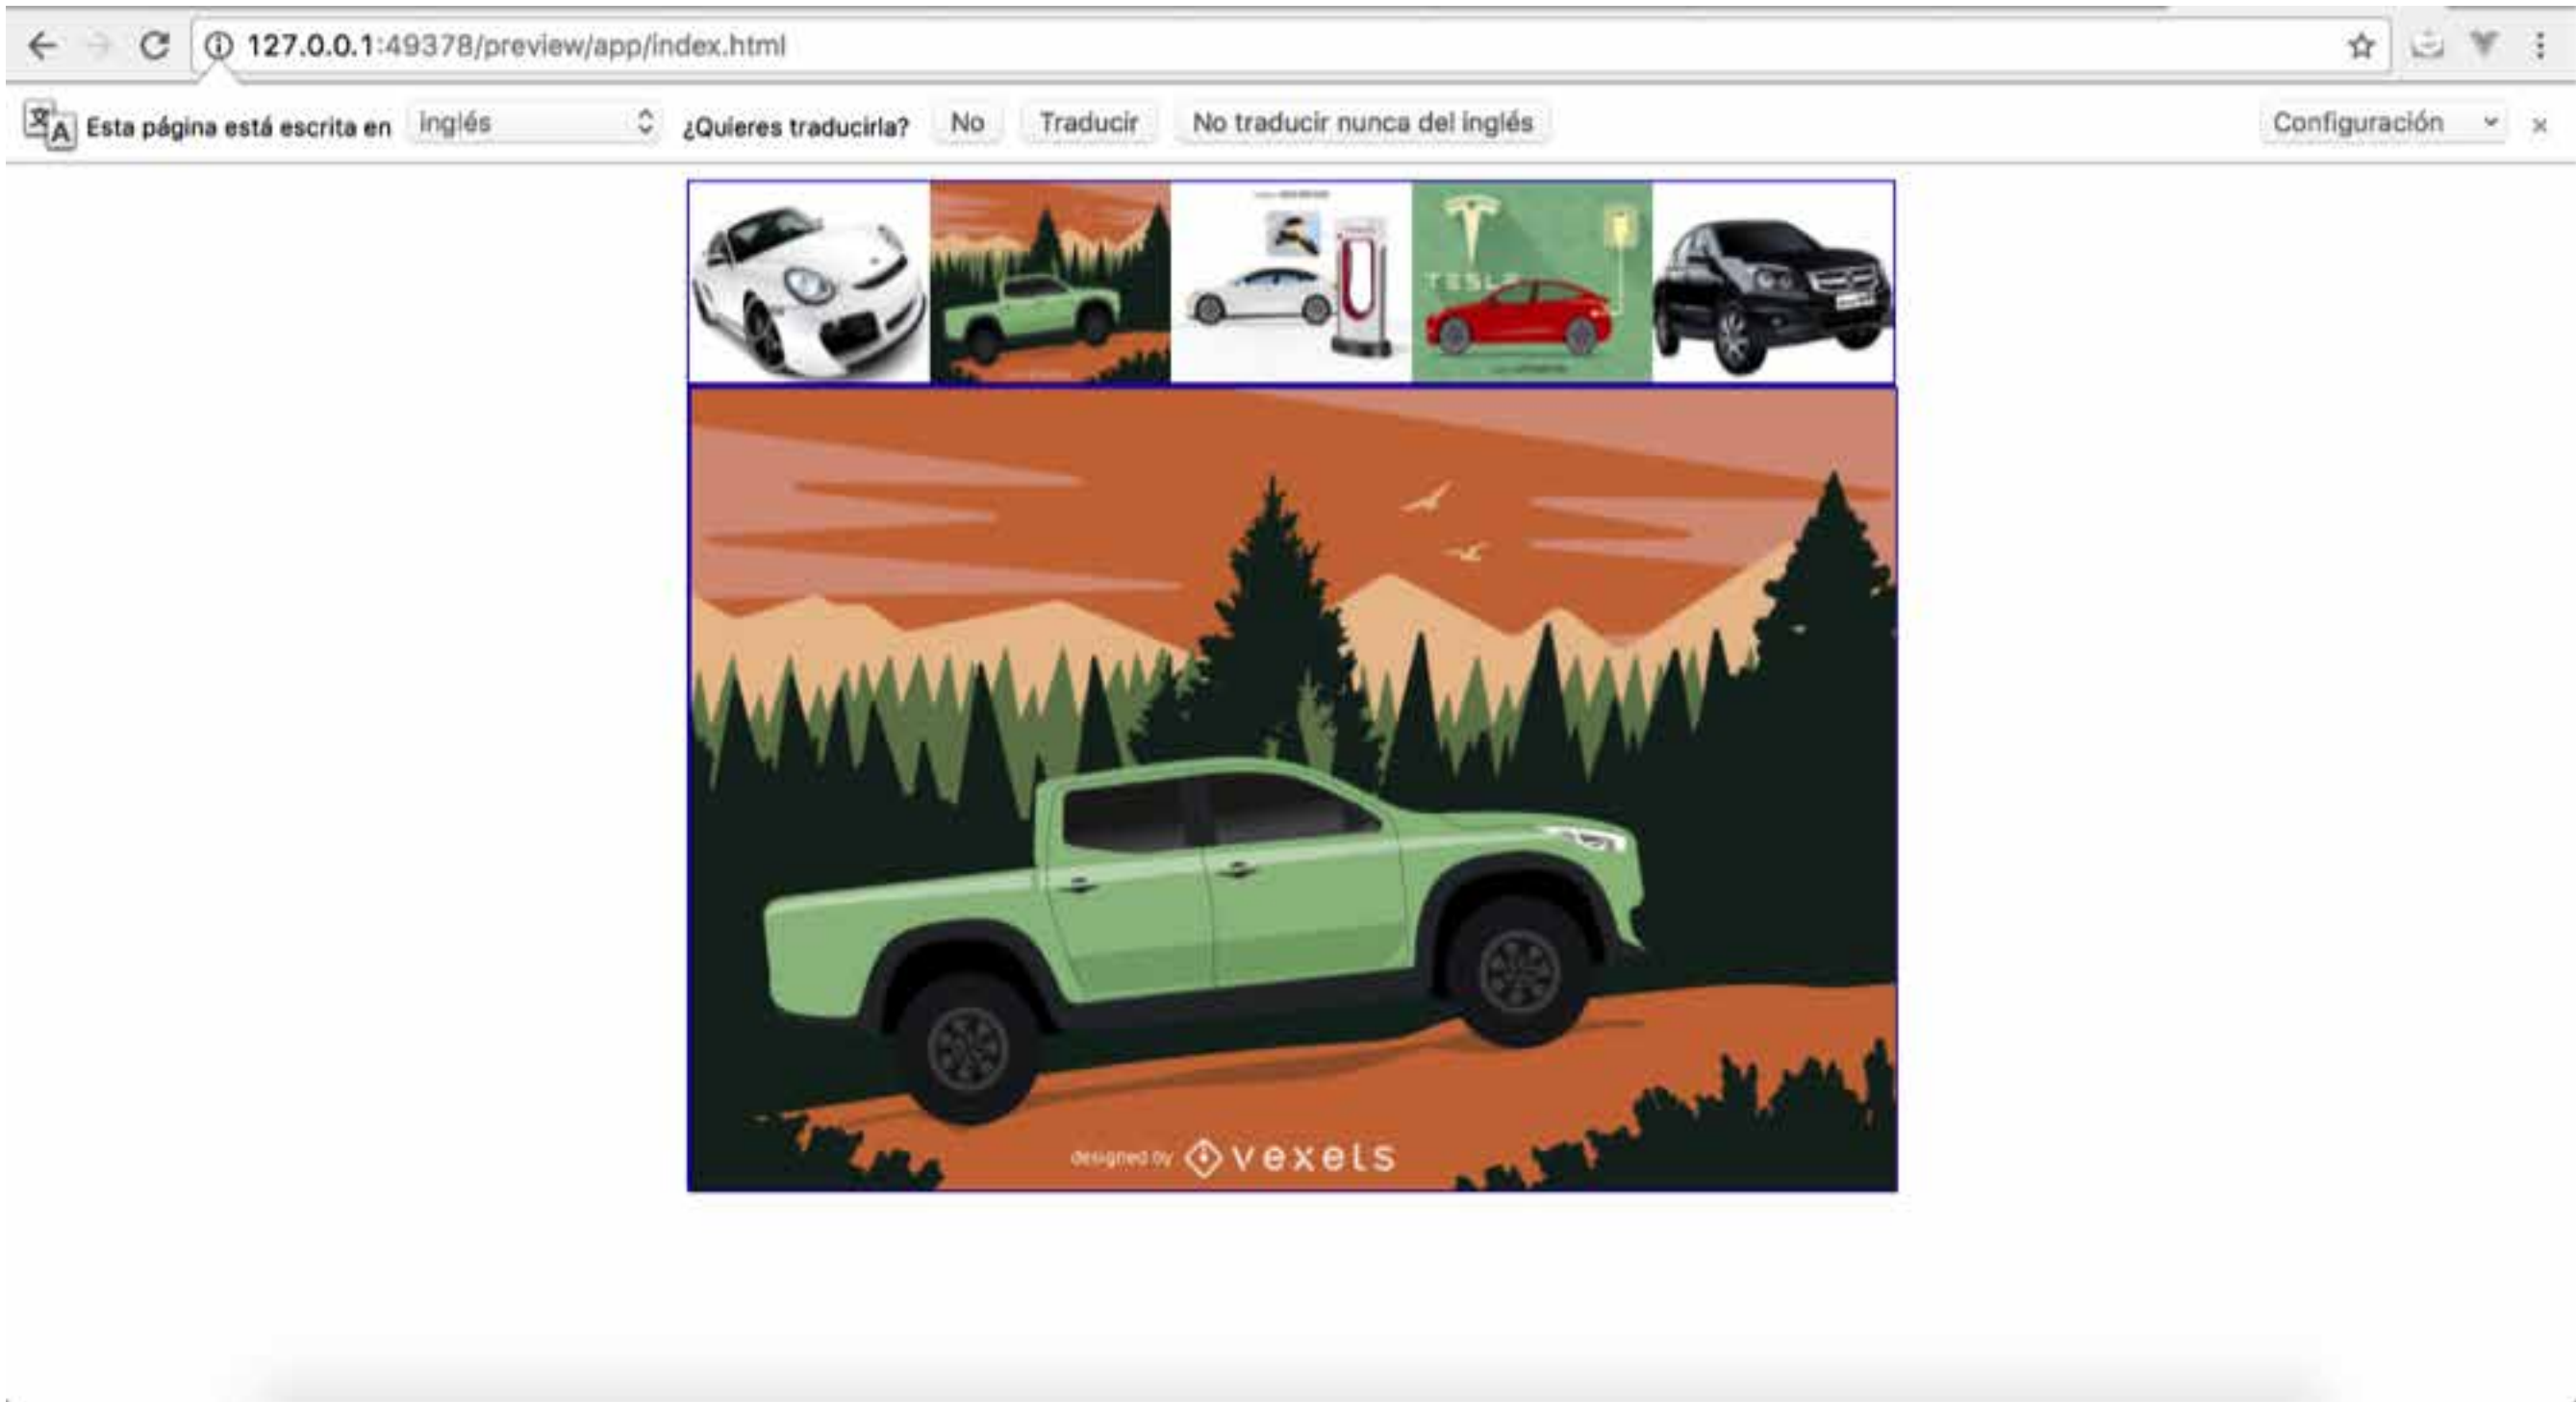 127.0.0.1:49378/preview/app/index.html
Esta página está escrita en inglés ¿Quieres traducirla? No Traducir No traducir nunca del inglés Configuración
TESLA
designed by vexels